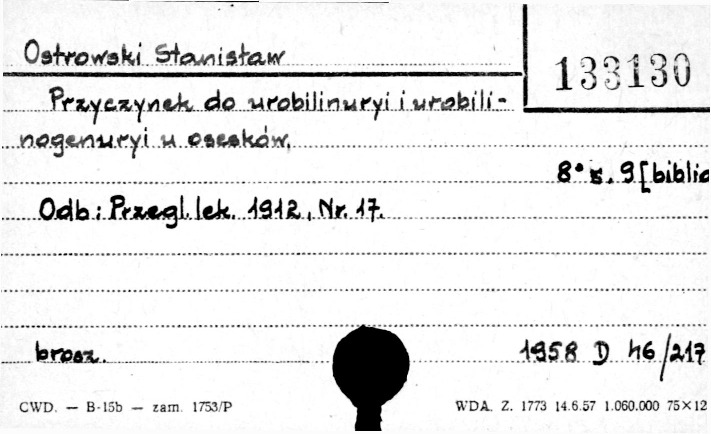 Ostrowski Stanisław
133130
Przyczynek do urobilinuryi i urobili-
nogenuryi u osesków.
8° s. 9 [biblio
Odb: Przegl. lek. 1912, Nr. 17.
brosz.
1958 D 46/217
CWD. — B-15b — zam. 1753/P
WDA. Z. 1773 14.6.57 1.060.000 75×12